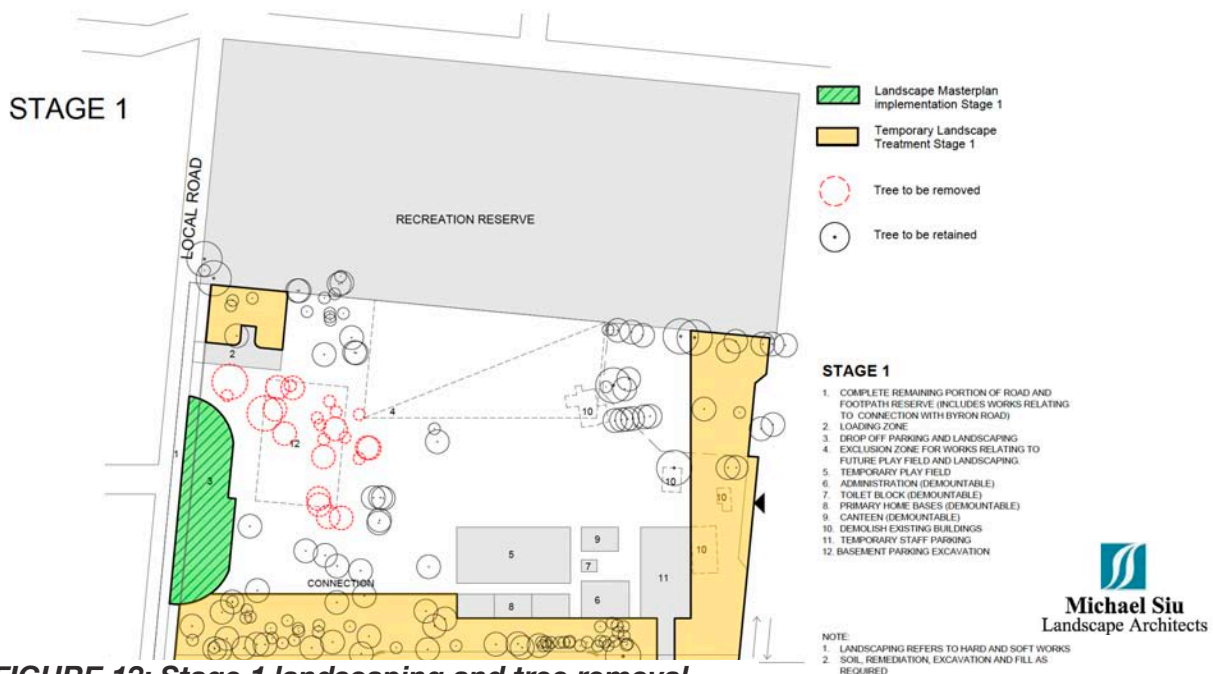 STAGE 1
LOCAL ROAD
RECREATION RESERVE
2
4
10
12
1
3
10
10
5
9
7
10
11
8
6
CONNECTION
Landscape Masterplan
implementation Stage 1
Temporary Landscape
Treatment Stage 1
Tree to be removed
Tree to be retained
STAGE 1
1. COMPLETE REMAINING PORTION OF ROAD AND
FOOTPATH RESERVE (INCLUDES WORKS RELATING
TO CONNECTION WITH BYRON ROAD)
2. LOADING ZONE
3. DROP OFF PARKING AND LANDSCAPING
4. EXCLUSION ZONE FOR WORKS RELATING TO
FUTURE PLAY FIELD AND LANDSCAPING.
5. TEMPORARY PLAY FIELD
6. ADMINISTRATION (DEMOUNTABLE)
7. TOILET BLOCK (DEMOUNTABLE)
8. PRIMARY HOME BASES (DEMOUNTABLE)
9. CANTEEN (DEMOUNTABLE)
10. DEMOLISH EXISTING BUILDINGS
11. TEMPORARY STAFF PARKING
12. BASEMENT PARKING EXCAVATION
Michael Siu
Landscape Architects
NOTE:
1. LANDSCAPING REFERS TO HARD AND SOFT WORKS
2. SOIL, REMEDIATION, EXCAVATION AND FILL AS
REQUIRED
FIGURE 12: Stage 1 landscaping and tree removal